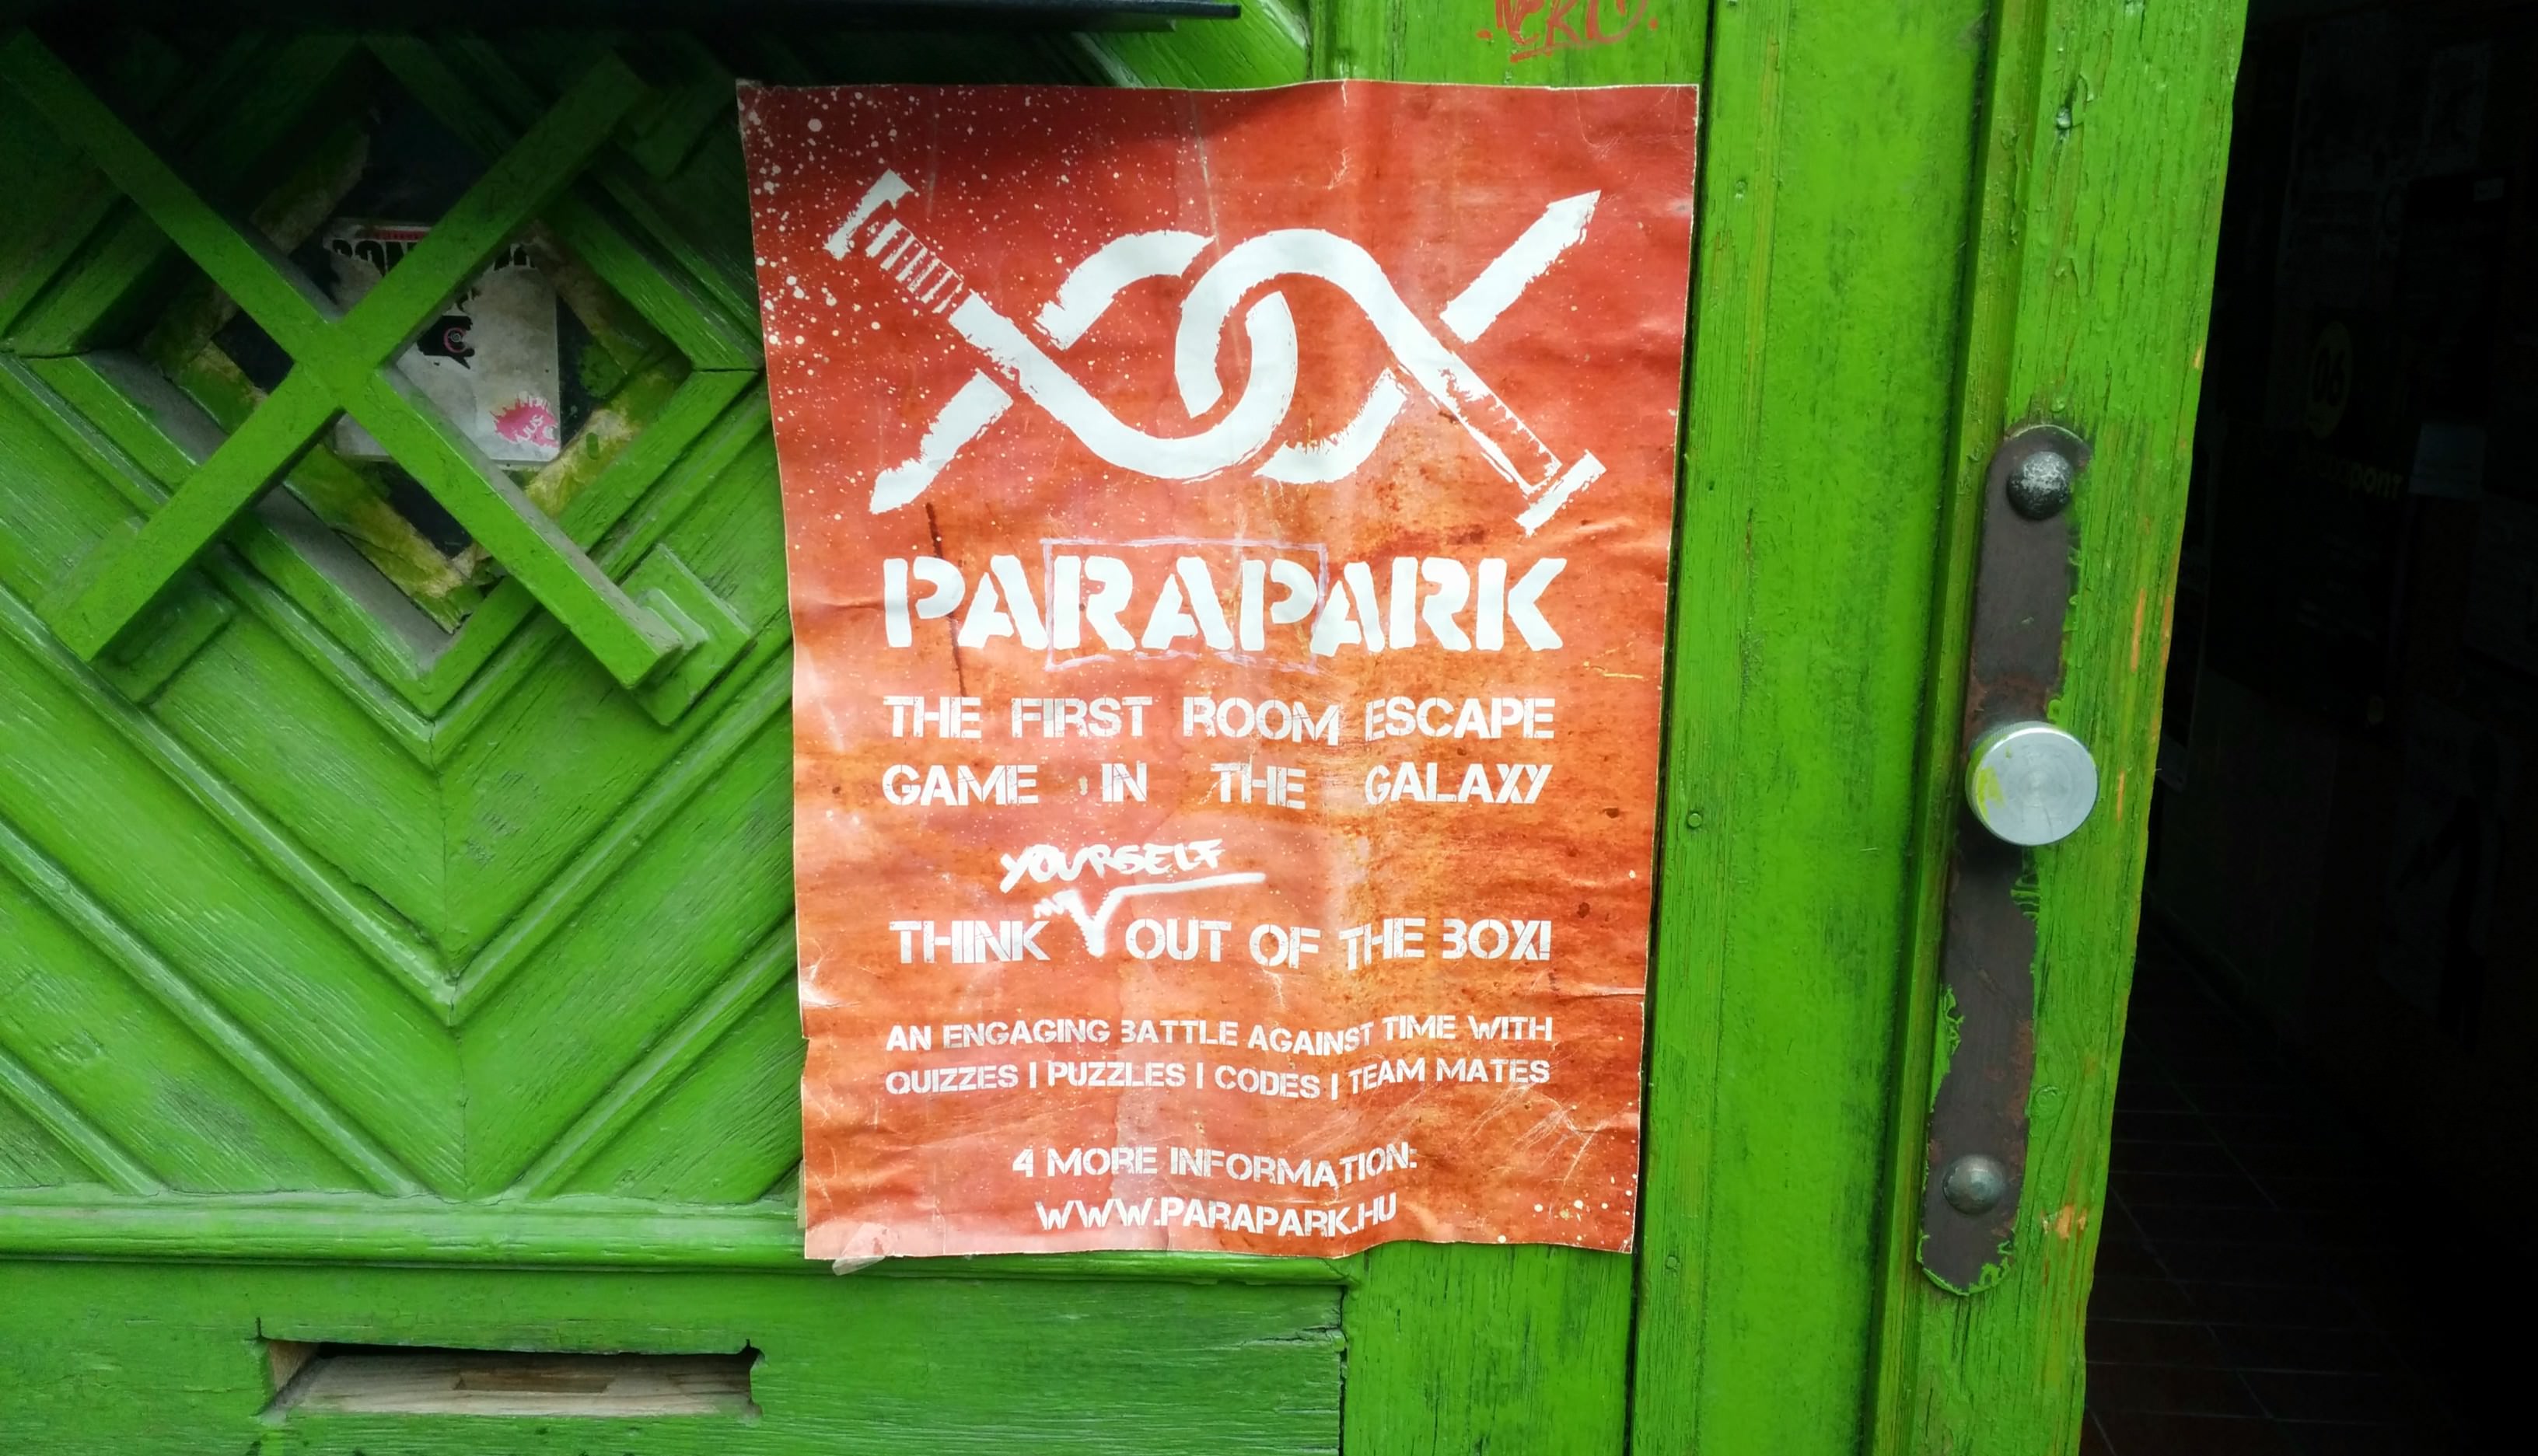 PARAPARK
THE FIRST ROOM ESCAPE
GAME IN THE GALAXY
YOURSELF
THINK OUT OF THE BOX!
AN ENGAGING BATTLE AGAINST TIME WITH
QUIZZES | PUZZLES | CODES | TEAM MATES
4 MORE INFORMATION:
WWW.PARAPARK.HU